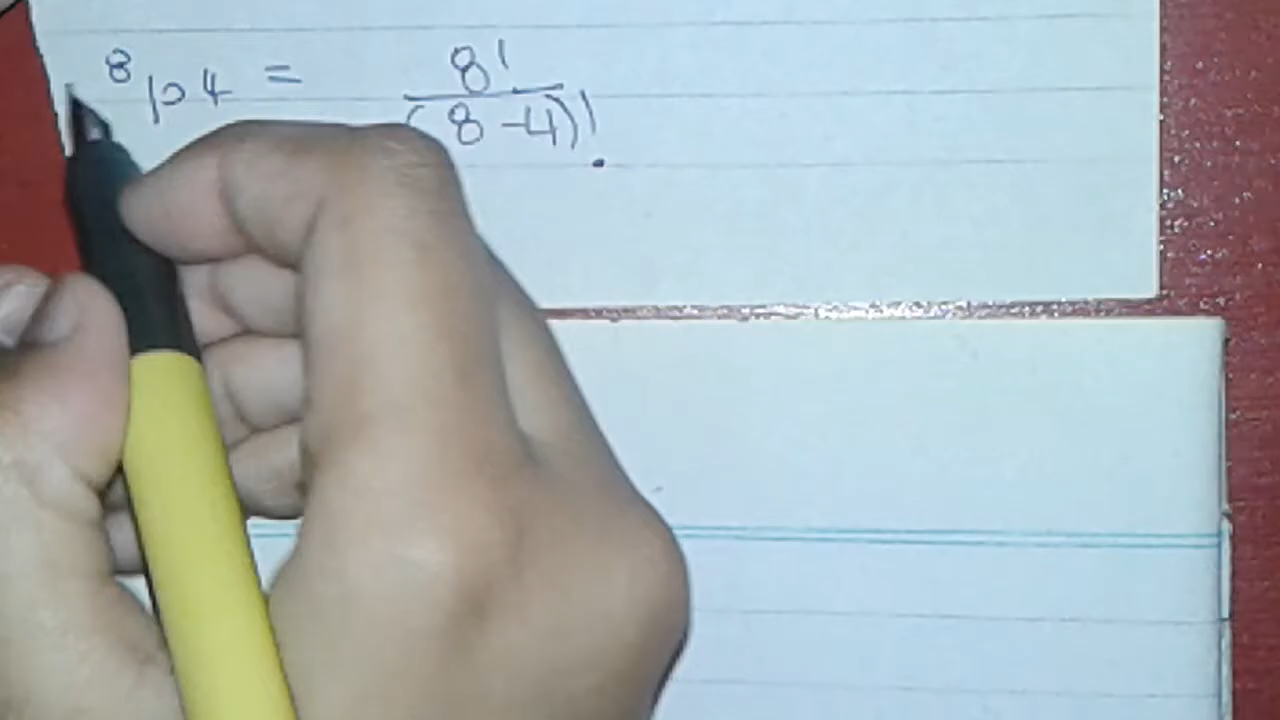 ⁸P4 = 8! / (8-4)!